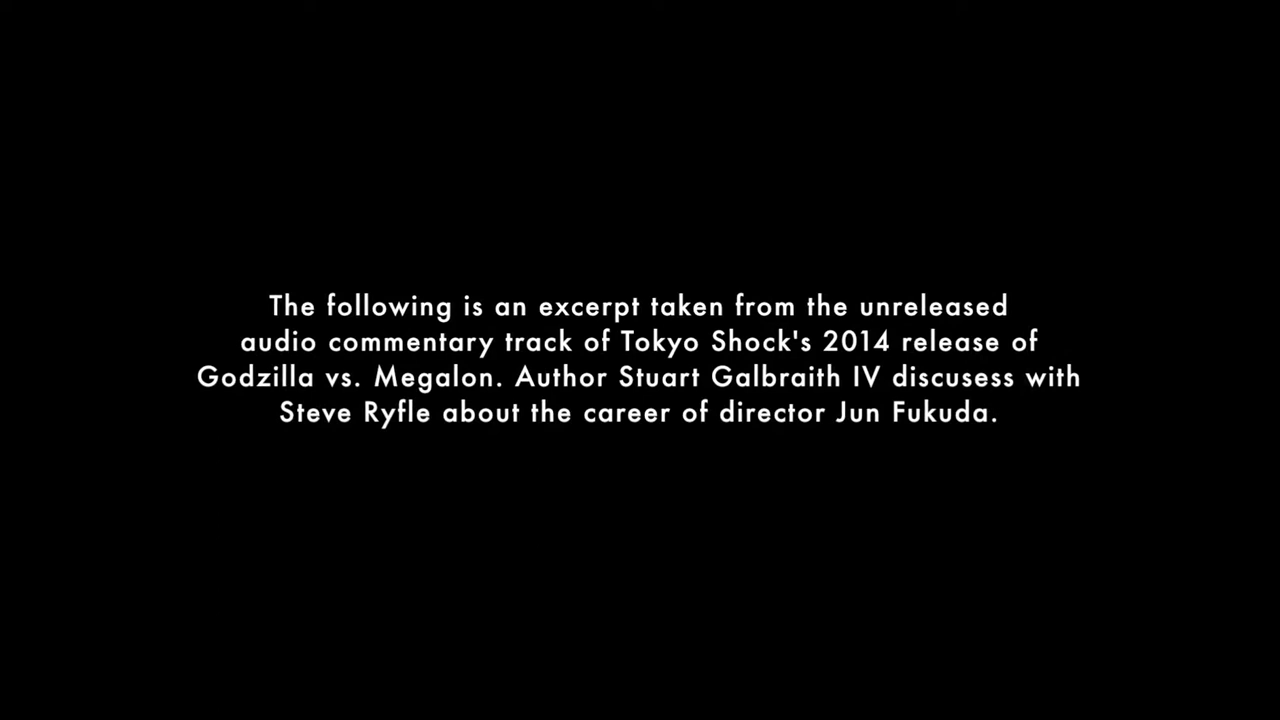 The following is an excerpt taken from the unreleased
audio commentary track of Tokyo Shock's 2014 release of
Godzilla vs. Megalon. Author Stuart Galbraith IV discusess with
Steve Ryfle about the career of director Jun Fukuda.